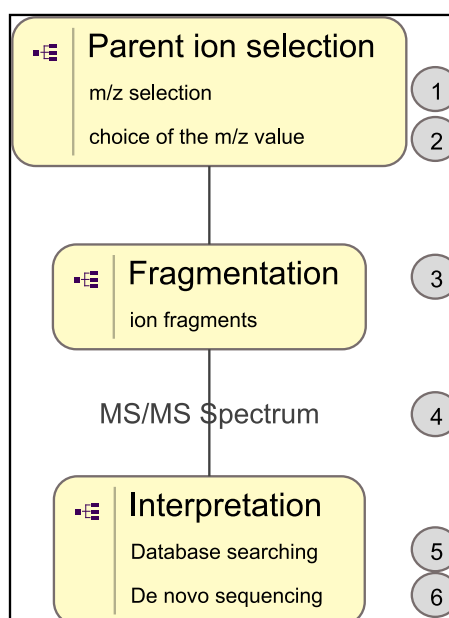 Parent ion selection
m/z selection
1
choice of the m/z value
2
Fragmentation
3
ion fragments
MS/MS Spectrum
4
Interpretation
Database searching
5
De novo sequencing
6